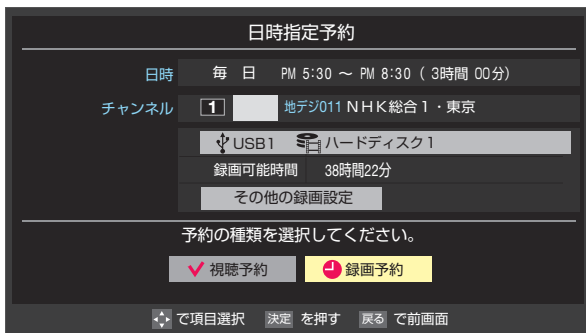 日時指定予約
日時 毎 日 PM 5:30 ～ PM 8:30 ( 3時間 00分)
チャンネル 1 地デジ011 ＮＨＫ総合１・東京
USB1 ハードディスク1
録画可能時間 38時間22分
その他の録画設定
予約の種類を選択してください。
視聴予約 録画予約
で項目選択 決定 を押す 戻る で前画面